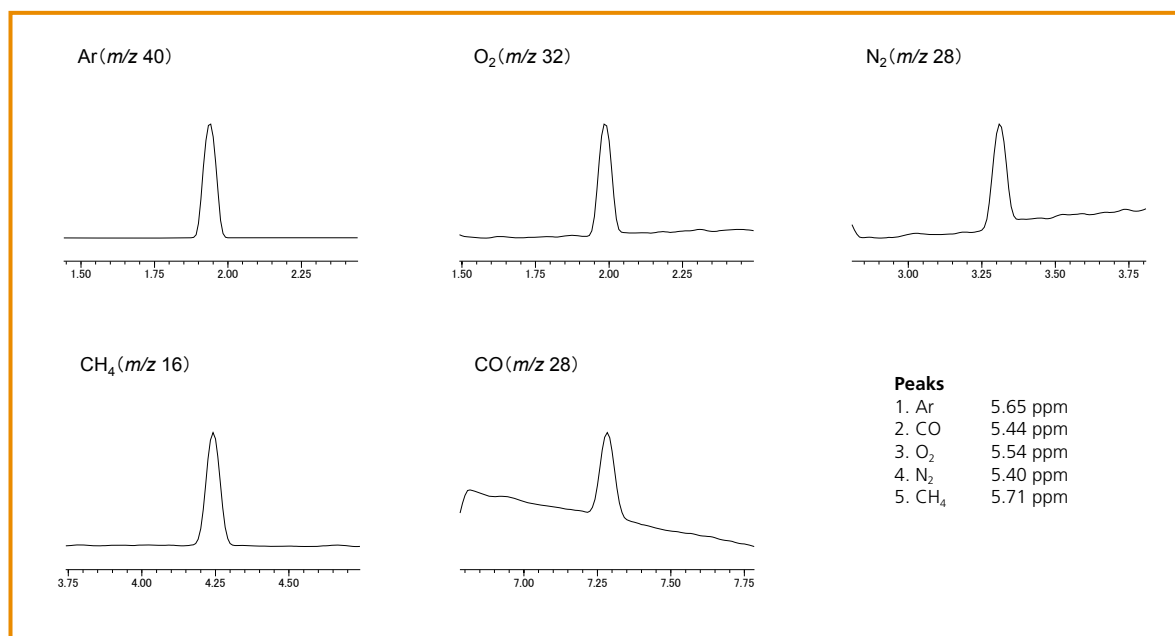 Ar（m/z 40）
O₂（m/z 32）
N₂（m/z 28）
1.50 1.75 2.00 2.25
1.50 1.75 2.00 2.25
3.00 3.25 3.50 3.75
CH₄（m/z 16）
CO（m/z 28）
3.75 4.00 4.25 4.50
7.00 7.25 7.50 7.75
Peaks
1. Ar 5.65 ppm
2. CO 5.44 ppm
3. O₂ 5.54 ppm
4. N₂ 5.40 ppm
5. CH₄ 5.71 ppm